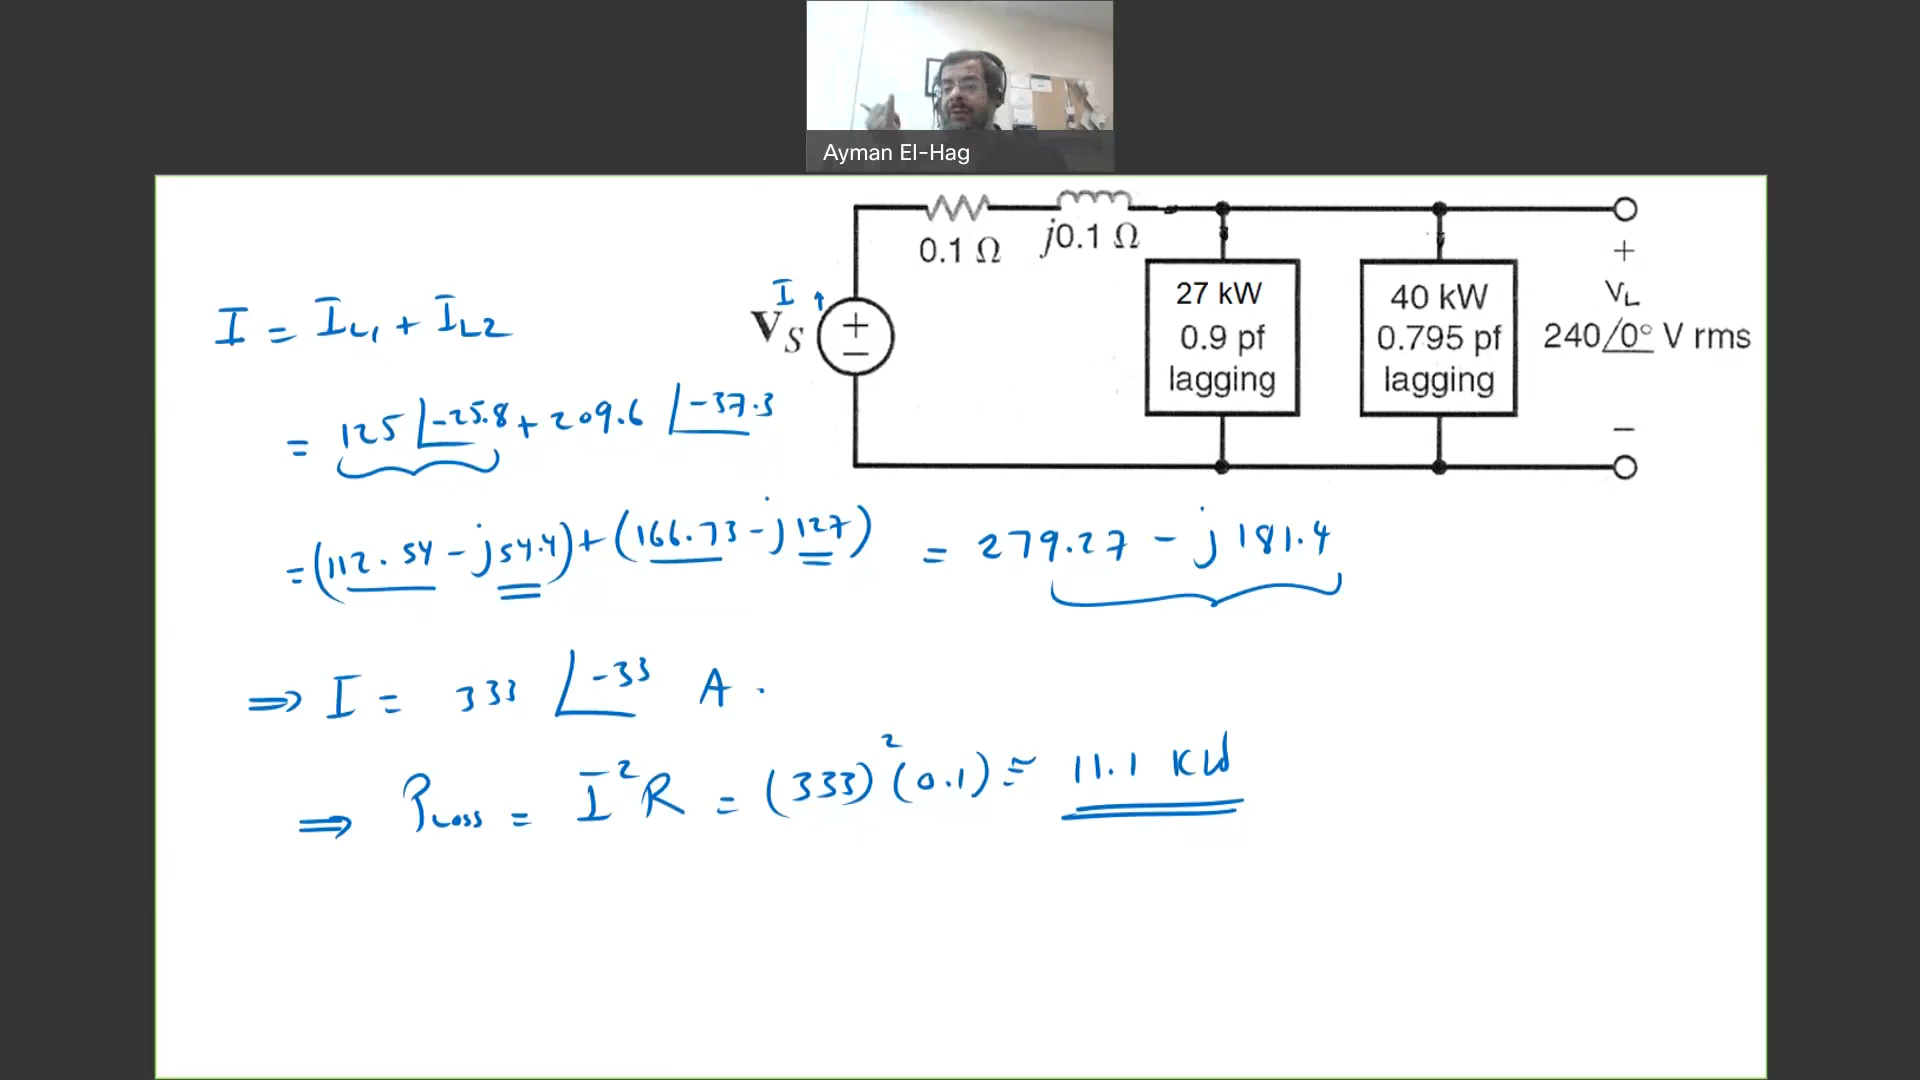 Ayman El-Hag
0.1 Ω
j0.1 Ω
I ↑
V_S
+
−
27 kW
0.9 pf
lagging
40 kW
0.795 pf
lagging
+
V_L
240∠0° V rms
−
I = I_L1 + I_L2
= 125∠-25.8 + 209.6∠-37.3
= (112.54 - j54.4) + (166.73 - j127) = 279.27 - j181.4
⇒ I = 333∠-33 A.
⇒ P_Loss = I²R = (333)²(0.1) ≈ 11.1 KW